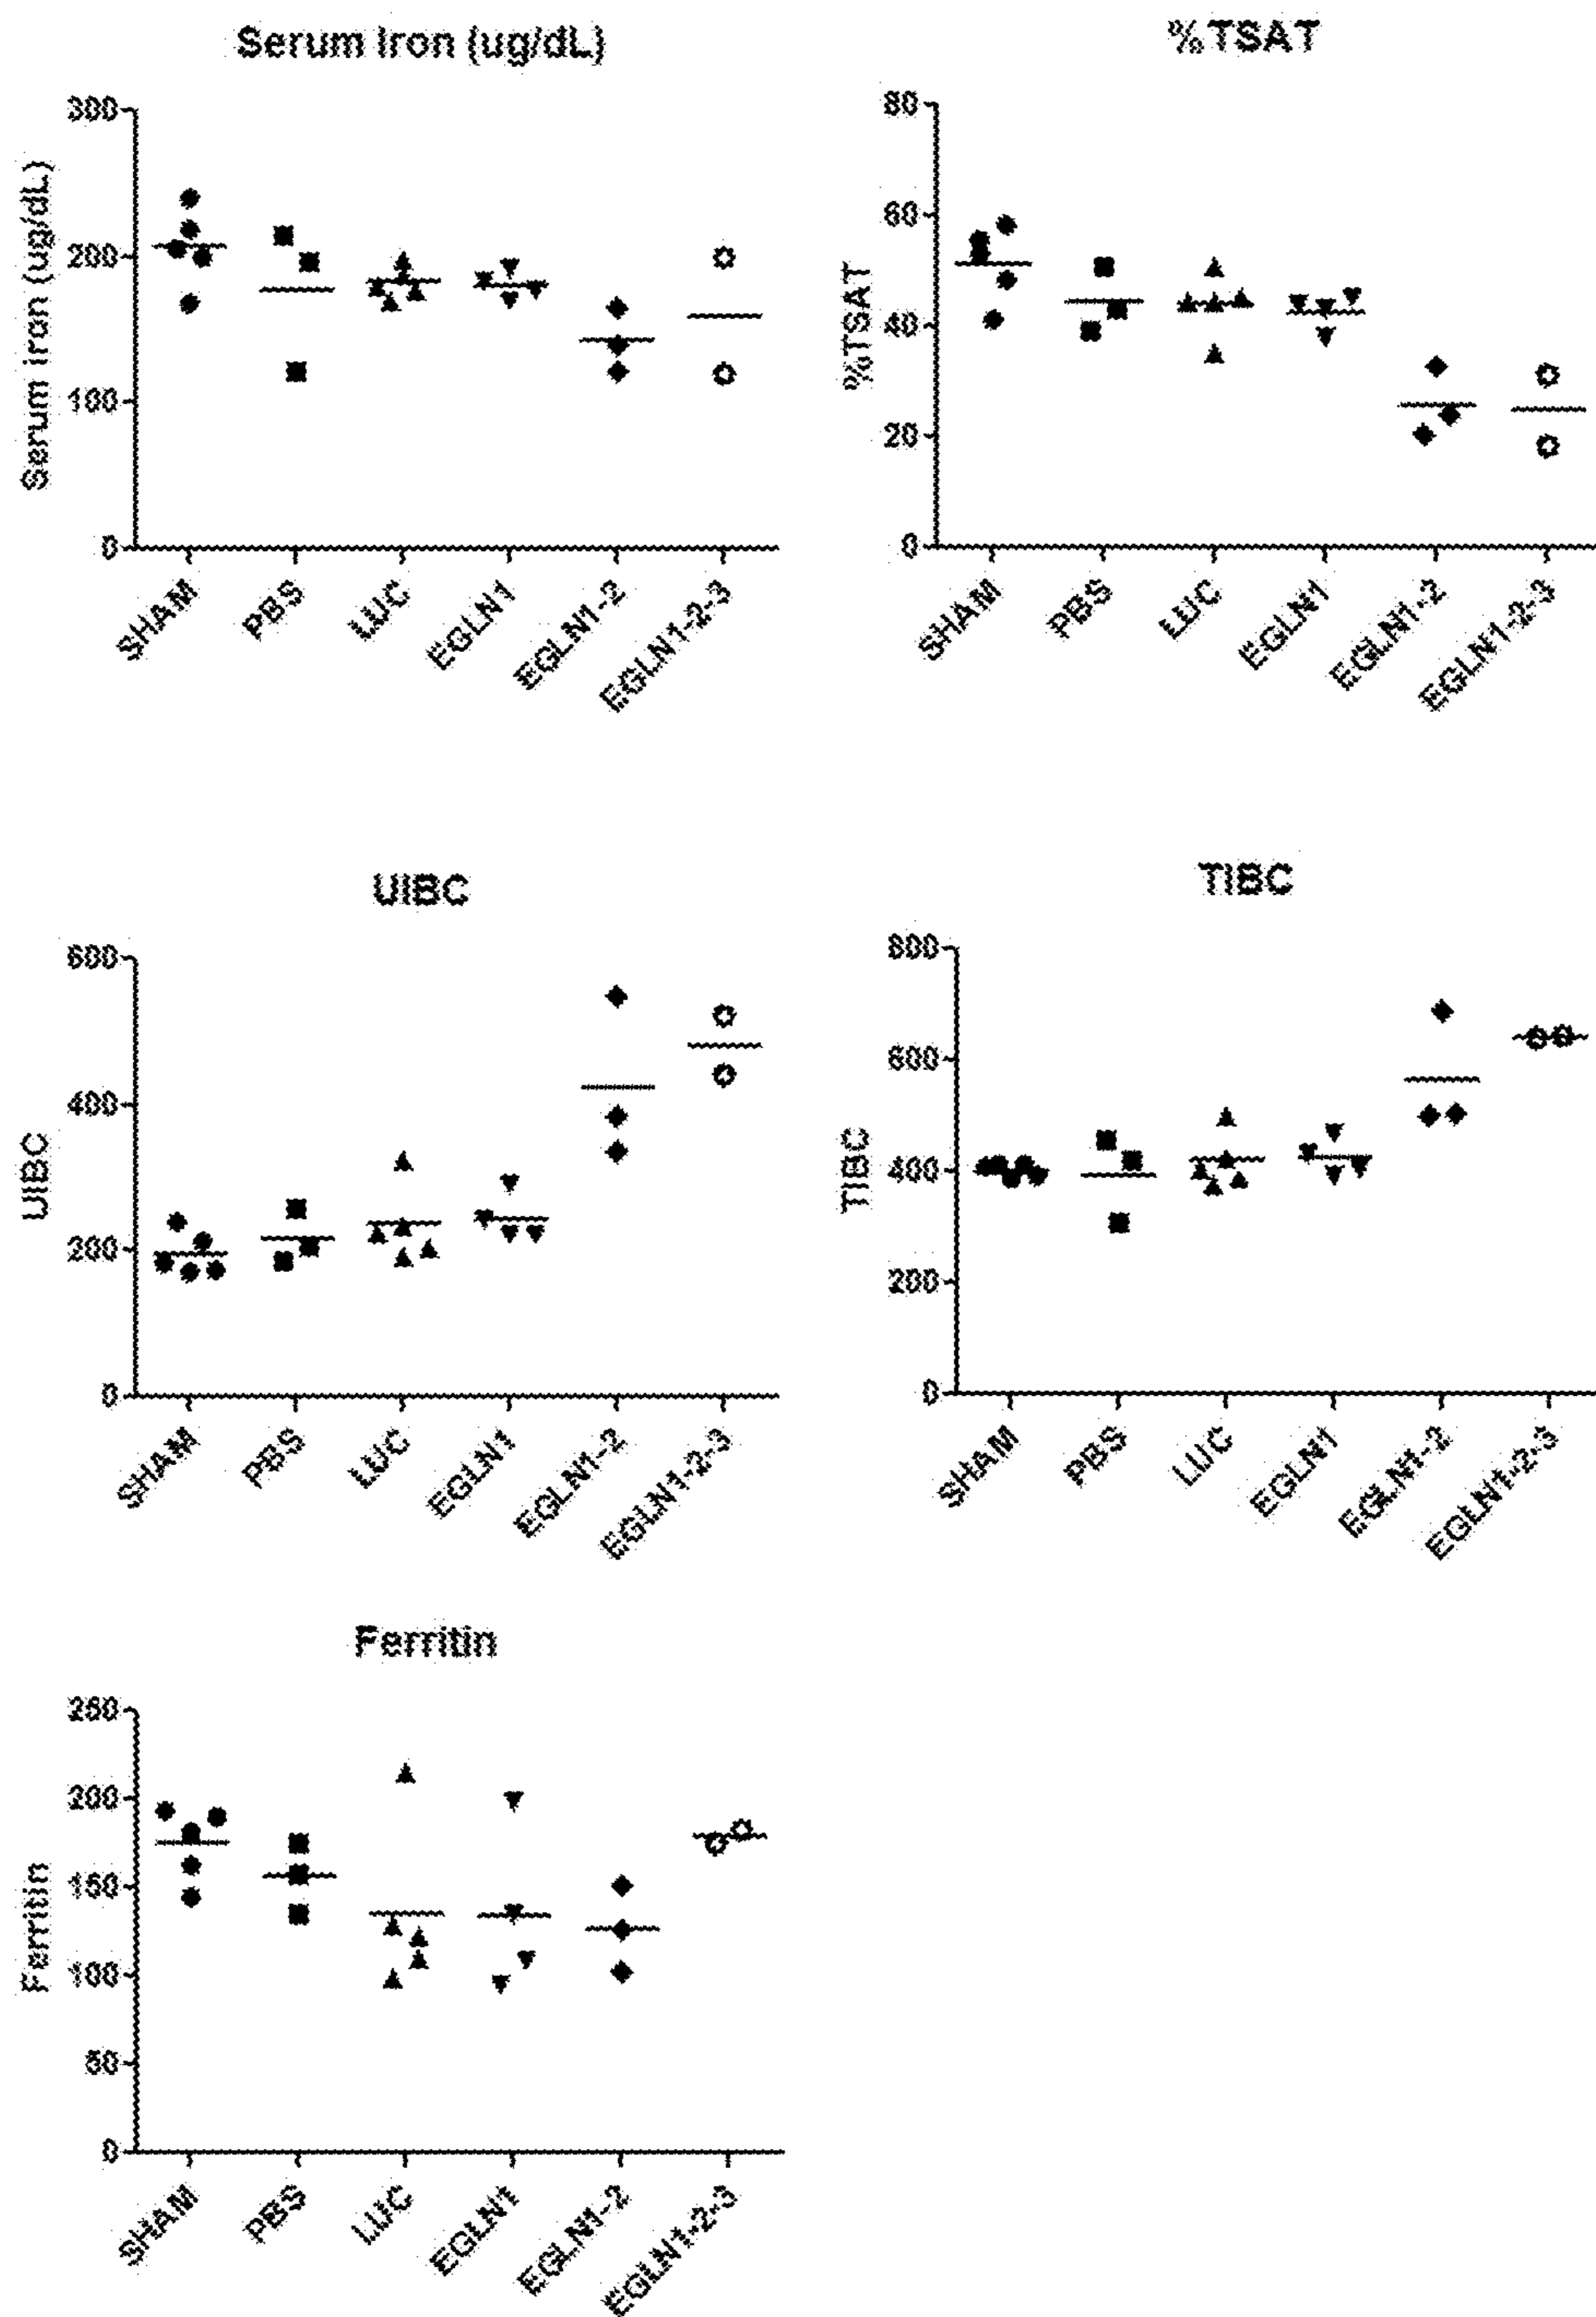 Serum Iron (ug/dL)
Serum Iron (ug/dL)
300
200
100
0
SHAM
PBS
LUC
EGLN1
EGLN1-2
EGLN1-2-3
%TSAT
%TSAT
80
60
40
20
0
SHAM
PBS
LUC
EGLN1
EGLN1-2
EGLN1-2-3
UIBC
UIBC
600
400
200
0
SHAM
PBS
LUC
EGLN1
EGLN1-2
EGLN1-2-3
TIBC
TIBC
800
600
400
200
0
SHAM
PBS
LUC
EGLN1
EGLN1-2
EGLN1-2-3
Ferritin
Ferritin
250
200
150
100
50
0
SHAM
PBS
LUC
EGLN1
EGLN1-2
EGLN1-2-3